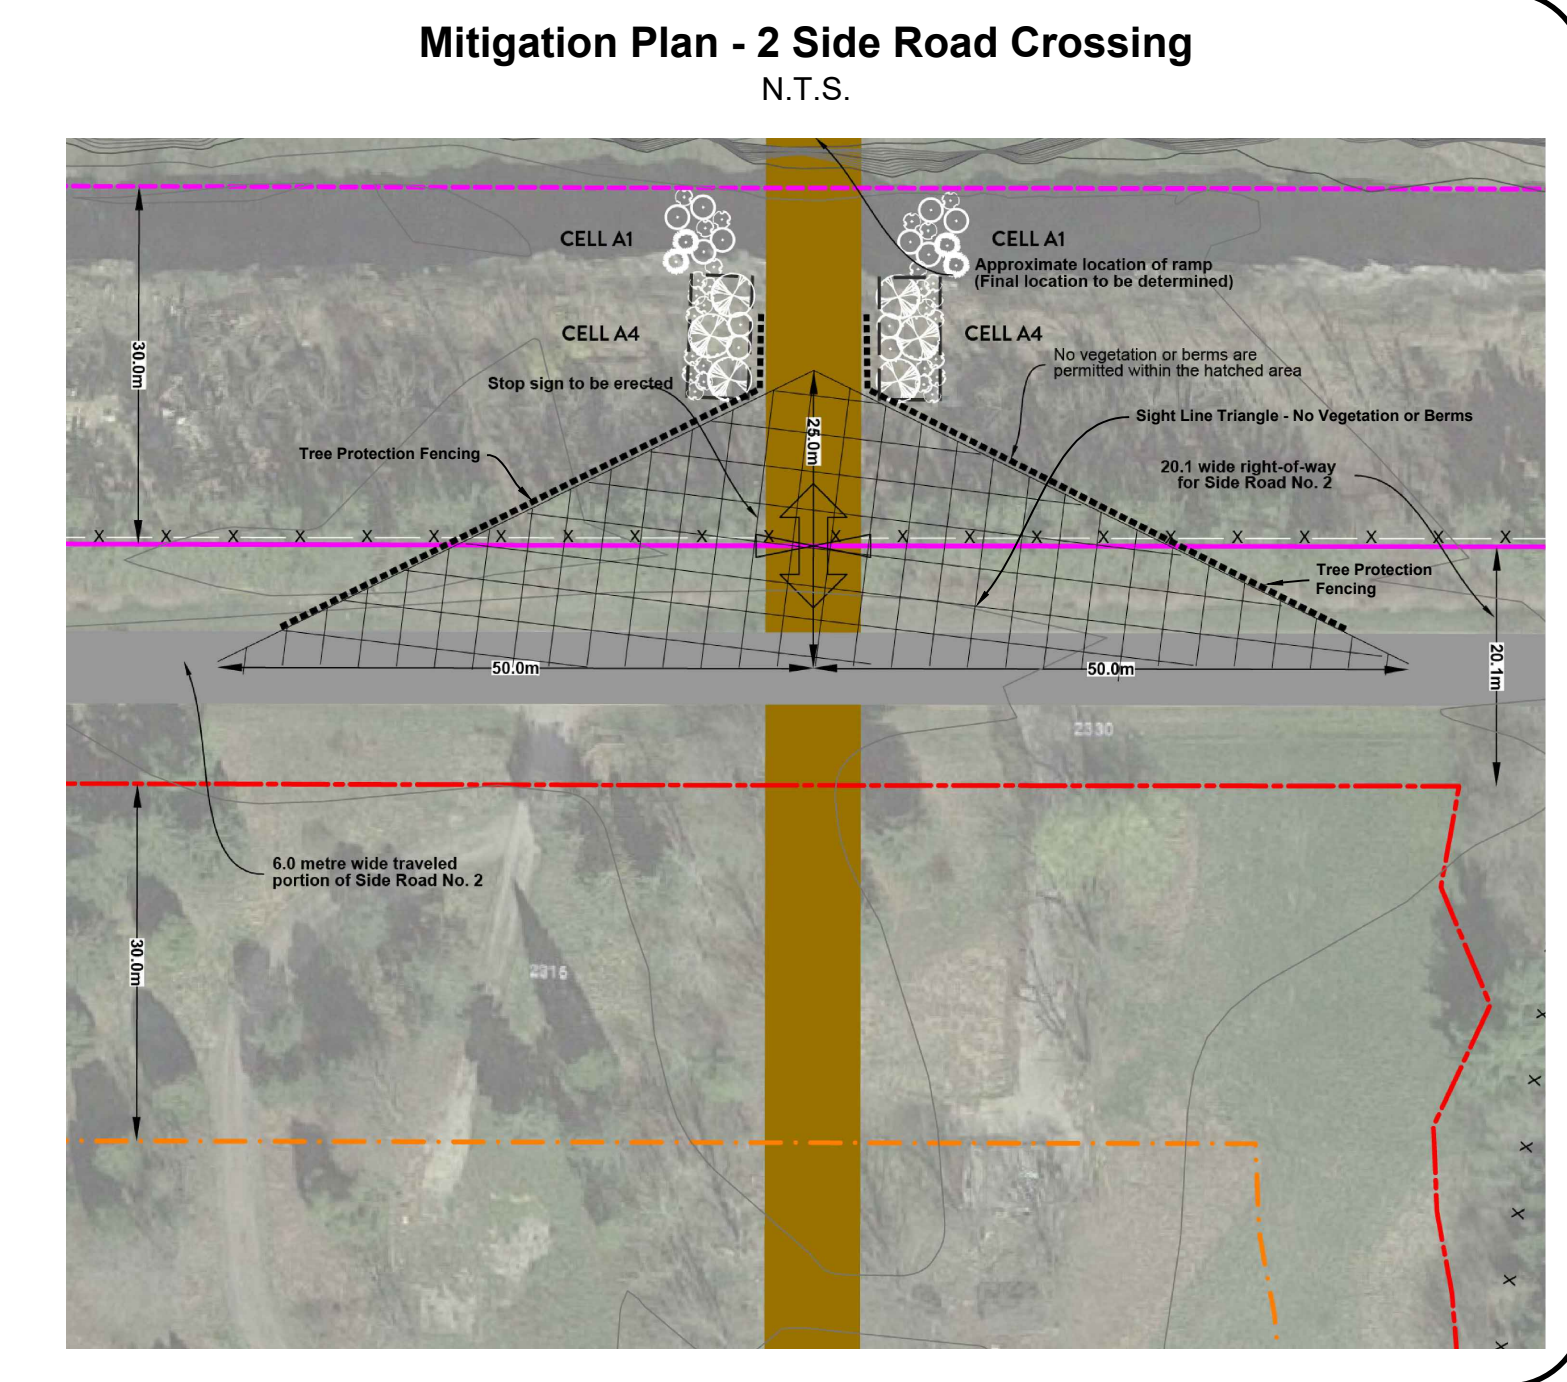 Mitigation Plan - 2 Side Road Crossing
N.T.S.
CELL A1
CELL A1
Approximate location of ramp
(Final location to be determined)
30.0m
CELL A4
CELL A4
No vegetation or berms are
permitted within the hatched area
Stop sign to be erected
25.0m
Sight Line Triangle - No Vegetation or Berms
Tree Protection Fencing
20.1 wide right-of-way
for Side Road No. 2
X X X X X X X X X X X X X X X X X X X X X X
Tree Protection
Fencing
50.0m
50.0m
20.1m
2330
6.0 metre wide traveled
portion of Side Road No. 2
30.0m
2315
X
X
X
X
X
X